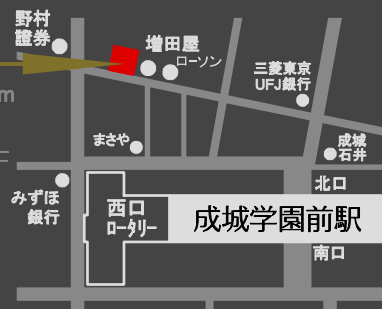 野村
證券
増田屋
ローソン
三菱東京
UFJ銀行
m
まさや
成城
石井
みずほ
銀行
西口
ロータリー
北口
成城学園前駅
南口